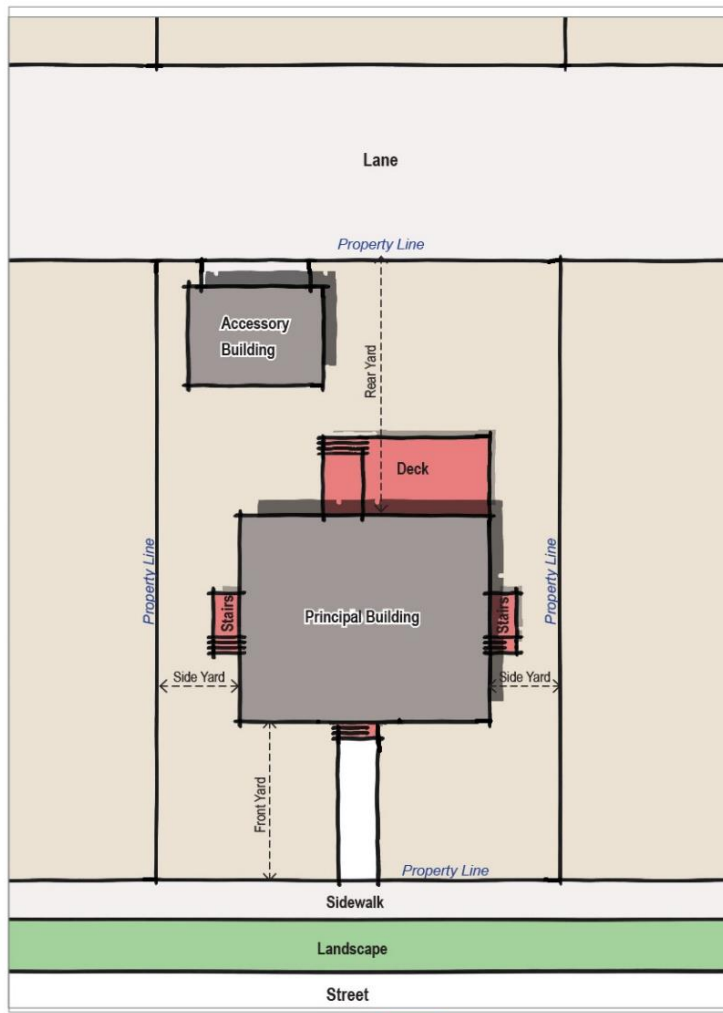 Lane
Property Line
Accessory
Building
Rear Yard
Deck
Property Line
Property Line
Stairs
Stairs
Principal Building
Side Yard
Side Yard
Front Yard
Property Line
Sidewalk
Landscape
Street